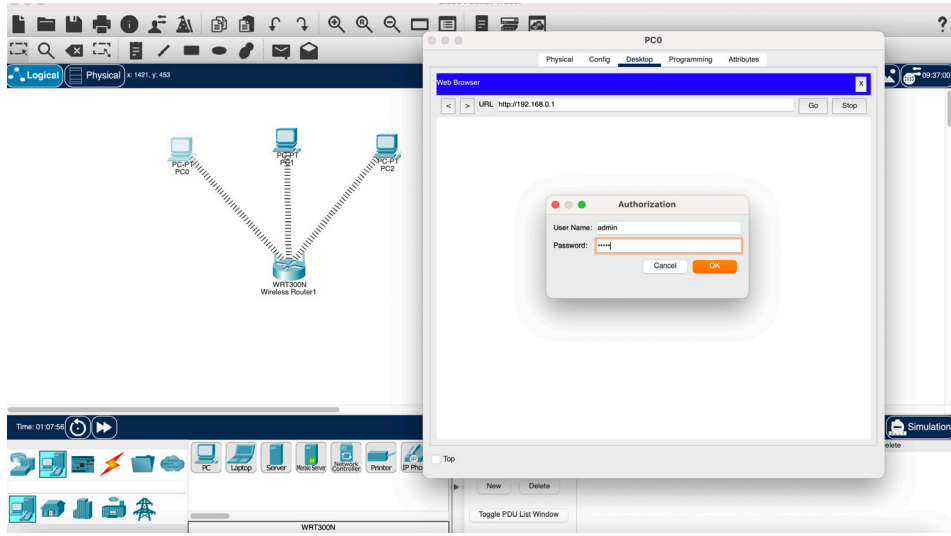 PC0
Logical
Physical
x: 1421, y: 453
09:37:00
Physical
Config
Desktop
Programming
Attributes
Web Browser
X
<
>
URL
http://192.168.0.1
Go
Stop
PC-PT
PC0
PC-PT
PC1
PC-PT
PC2
WRT300N
Wireless Router1
Authorization
User Name:
admin
Password:
•••••
Cancel
OK
Time: 01:07:56
Simulation
PC
Laptop
Server
Meraki Server
Network
Controller
Printer
IP Pho
Top
New
Delete
elete
Toggle PDU List Window
WRT300N
?